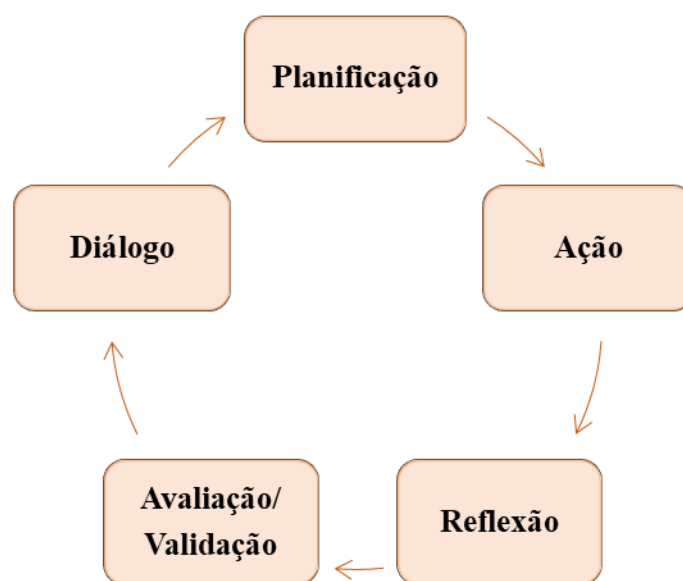 Planificação
Diálogo
Ação
Avaliação/
Validação
Reflexão